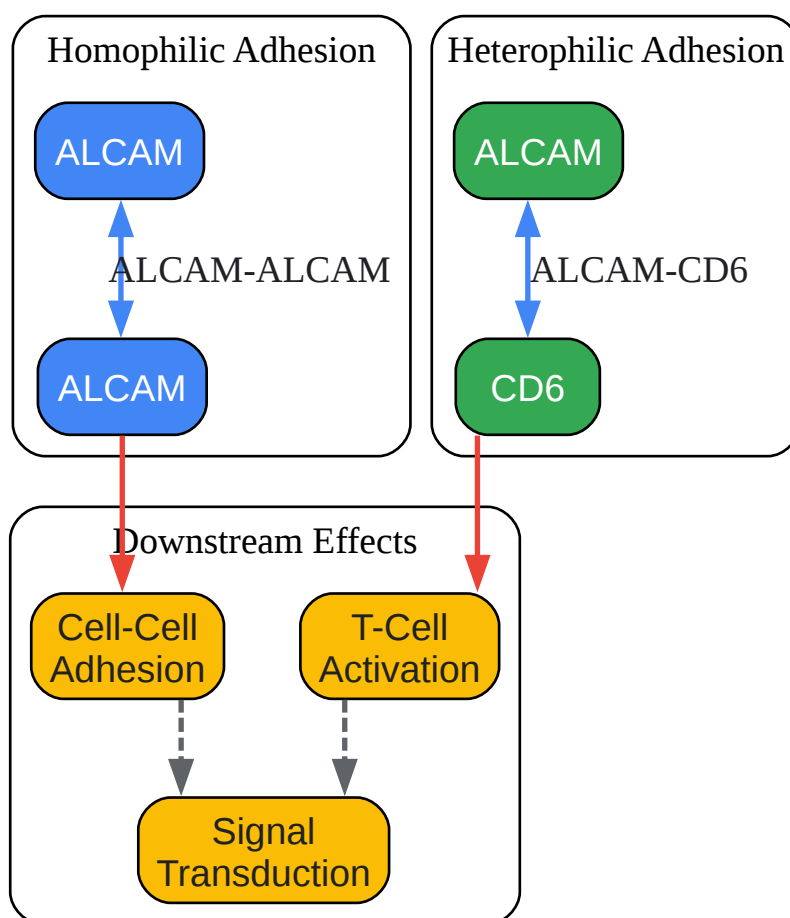 Homophilic Adhesion
ALCAM
ALCAM-ALCAM
ALCAM
Heterophilic Adhesion
ALCAM
ALCAM-CD6
CD6
Downstream Effects
Cell-Cell
Adhesion
T-Cell
Activation
Signal
Transduction